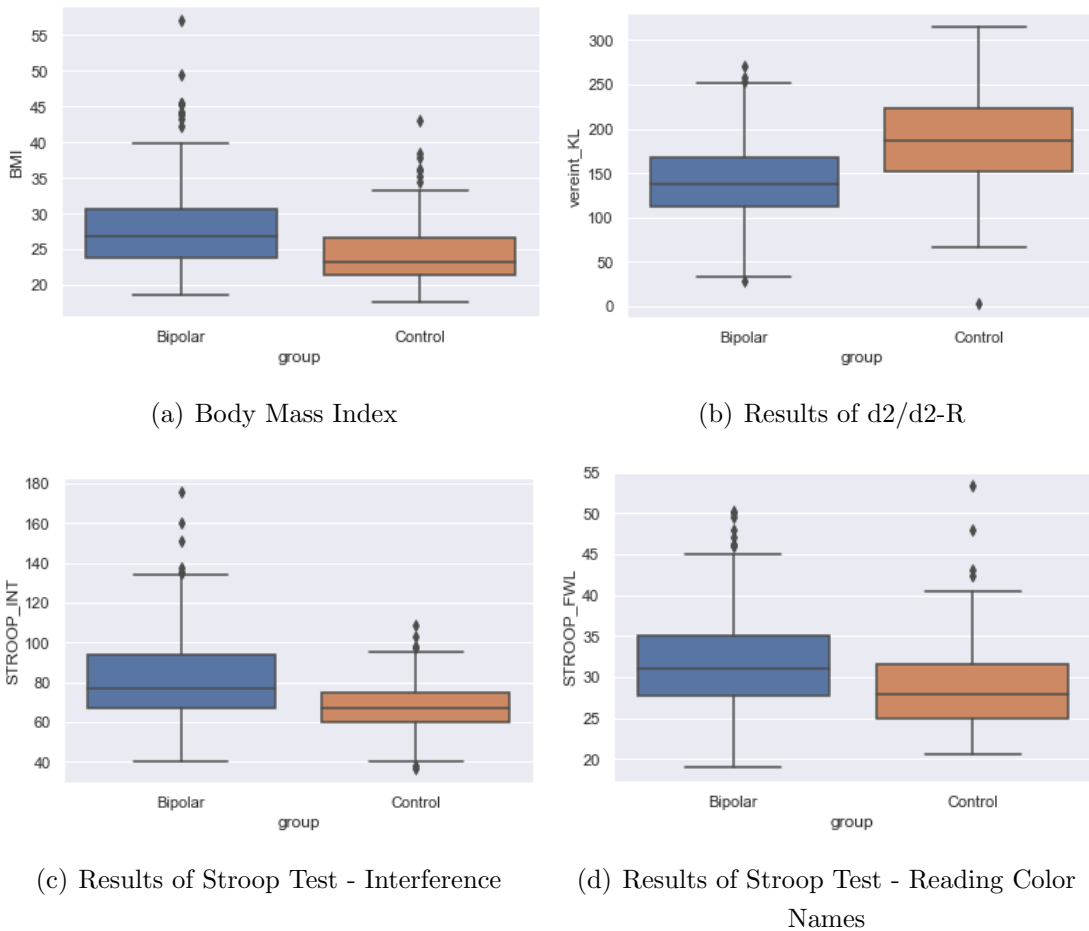 55
50
45
40
35
30
25
20
BMI
Bipolar Control
group
(a) Body Mass Index
300
250
200
150
100
50
0
vereint_KL
Bipolar Control
group
(b) Results of d2/d2-R
180
160
140
120
100
80
60
40
STROOP_INT
Bipolar Control
group
(c) Results of Stroop Test - Interference
55
50
45
40
35
30
25
20
STROOP_FWL
Bipolar Control
group
(d) Results of Stroop Test - Reading Color
Names